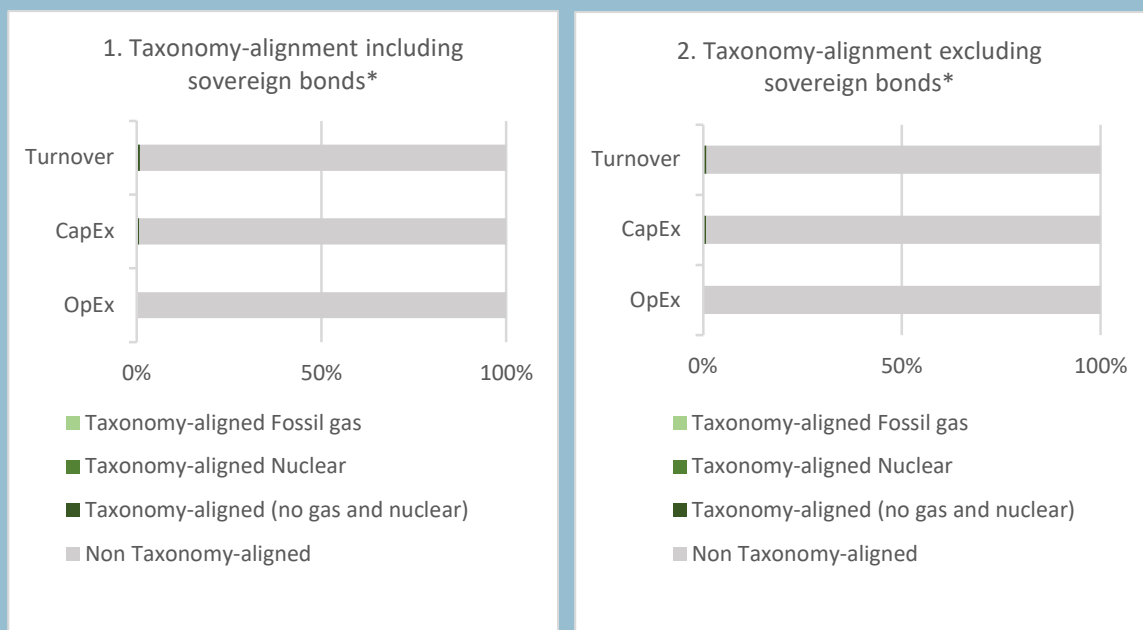 1. Taxonomy-alignment including
sovereign bonds*
Turnover
CapEx
OpEx
0% 50% 100%
Taxonomy-aligned Fossil gas
Taxonomy-aligned Nuclear
Taxonomy-aligned (no gas and nuclear)
Non Taxonomy-aligned
2. Taxonomy-alignment excluding
sovereign bonds*
Turnover
CapEx
OpEx
0% 50% 100%
Taxonomy-aligned Fossil gas
Taxonomy-aligned Nuclear
Taxonomy-aligned (no gas and nuclear)
Non Taxonomy-aligned